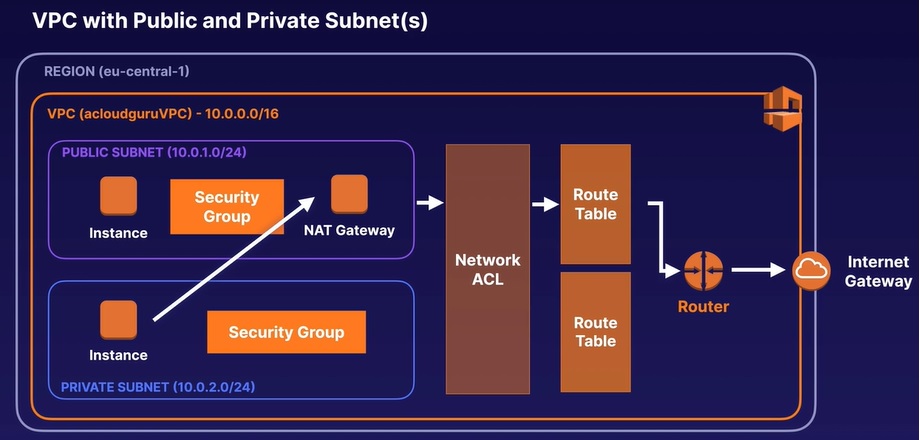 VPC with Public and Private Subnet(s)
REGION (eu-central-1)
VPC (acloudguruVPC) - 10.0.0.0/16
PUBLIC SUBNET (10.0.1.0/24)
Instance
Security
Group
NAT Gateway
Instance
Security Group
PRIVATE SUBNET (10.0.2.0/24)
Network
ACL
Route
Table
Route
Table
Router
Internet
Gateway